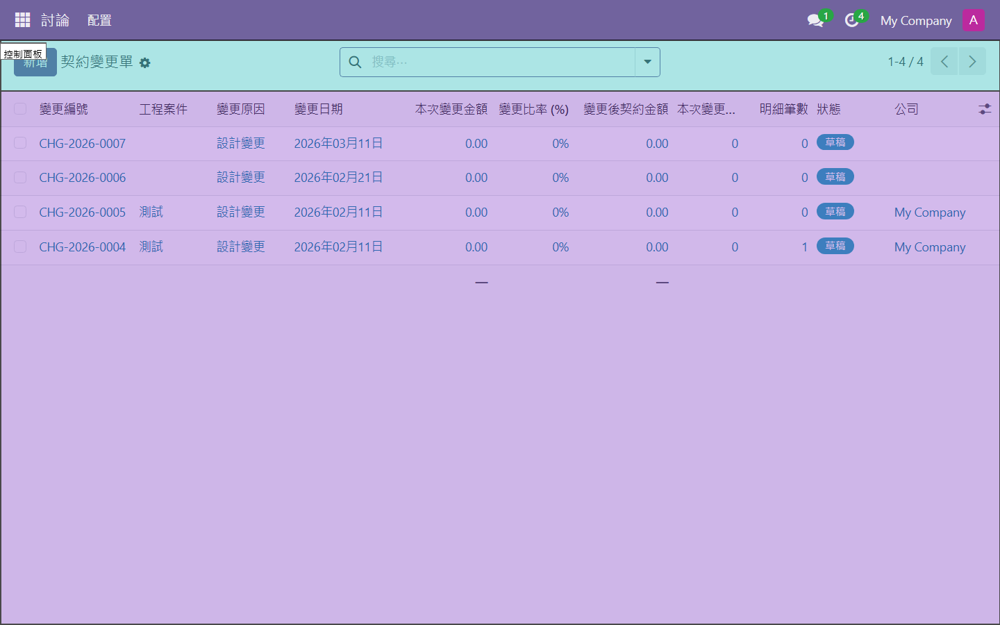 討論 配置 1 4 My Company A
控制面板
新增 契約變更單 搜尋... 1-4 / 4
變更編號 工程案件 變更原因 變更日期 本次變更金額 變更比率 (%) 變更後契約金額 本次變更... 明細筆數 狀態 公司
CHG-2026-0007 設計變更 2026年03月11日 0.00 0% 0.00 0 0 草稿
CHG-2026-0006 設計變更 2026年02月21日 0.00 0% 0.00 0 0 草稿
CHG-2026-0005 測試 設計變更 2026年02月11日 0.00 0% 0.00 0 0 草稿 My Company
CHG-2026-0004 測試 設計變更 2026年02月11日 0.00 0% 0.00 0 1 草稿 My Company
— —